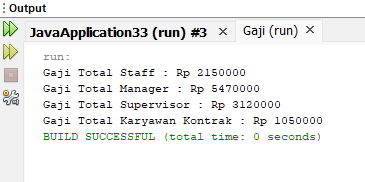 Output
JavaApplication33 (run) #3 × Gaji (run) ×
run:
Gaji Total Staff : Rp 2150000
Gaji Total Manager : Rp 5470000
Gaji Total Supervisor : Rp 3120000
Gaji Total Karyawan Kontrak : Rp 1050000
BUILD SUCCESSFUL (total time: 0 seconds)